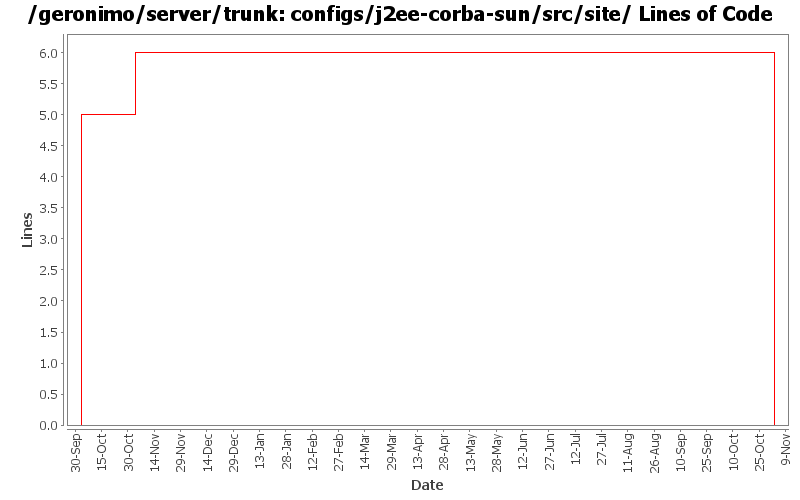 /geronimo/server/trunk: configs/j2ee-corba-sun/src/site/ Lines of Code
6.0
5.5
5.0
4.5
4.0
3.5
3.0
2.5
2.0
1.5
1.0
0.5
0.0
Lines
30-Sep
15-Oct
30-Oct
14-Nov
29-Nov
14-Dec
29-Dec
13-Jan
28-Jan
12-Feb
27-Feb
14-Mar
29-Mar
13-Apr
28-Apr
13-May
28-May
12-Jun
27-Jun
12-Jul
27-Jul
11-Aug
26-Aug
10-Sep
25-Sep
10-Oct
25-Oct
9-Nov
Date